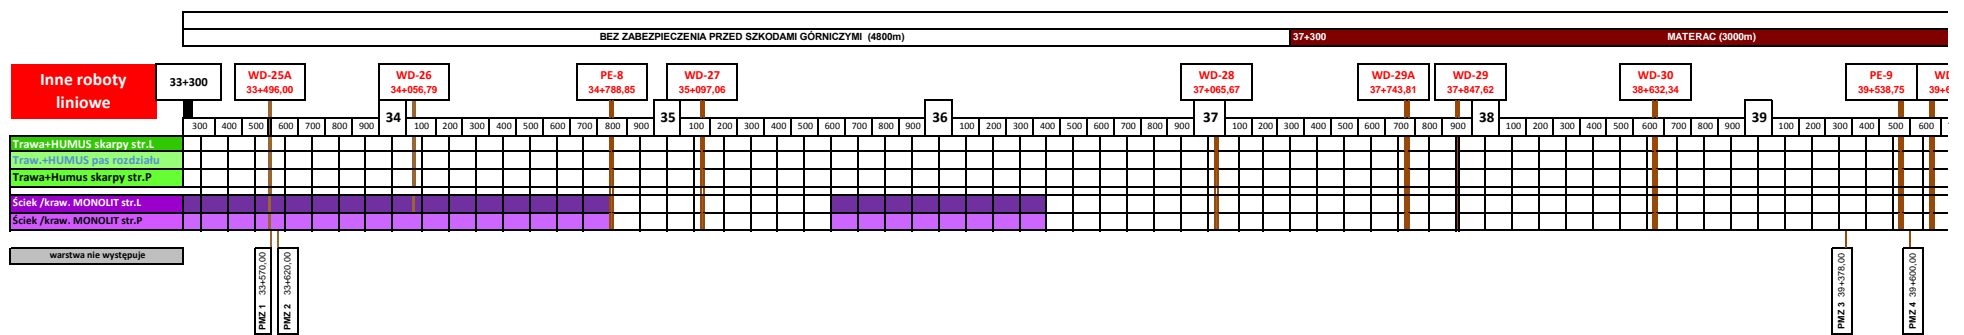 BEZ ZABEZPIECZENIA PRZED SZKODAMI GÓRNICZYMI (4800m) 37+300 MATERAC (3000m)
Inne roboty
liniowe
33+300
WD-25A
33+496,00
WD-26
34+056,79
PE-8
34+788,85
WD-27
35+097,06
WD-28
37+065,67
WD-29A
37+743,81
WD-29
37+847,62
WD-30
38+632,34
PE-9
39+538,75
WD
39+6
300 400 500 600 700 800 900 34 100 200 300 400 500 600 700 800 900 35 100 200 300 400 500 600 700 800 900 36 100 200 300 400 500 600 700 800 900 37 100 200 300 400 500 600 700 800 900 38 100 200 300 400 500 600 700 800 900 39 100 200 300 400 500 600
Trawa+HUMUS skarpy str.L
Traw.+HUMUS pas rozdziału
Trawa+Humus skarpy str.P
Ściek /kraw. MONOLIT str.L
Ściek /kraw. MONOLIT str.P
warstwa nie występuje
PMZ 1 33+570,00
PMZ 2 33+620,00
PMZ 3 39+378,00
PMZ 4 39+600,00